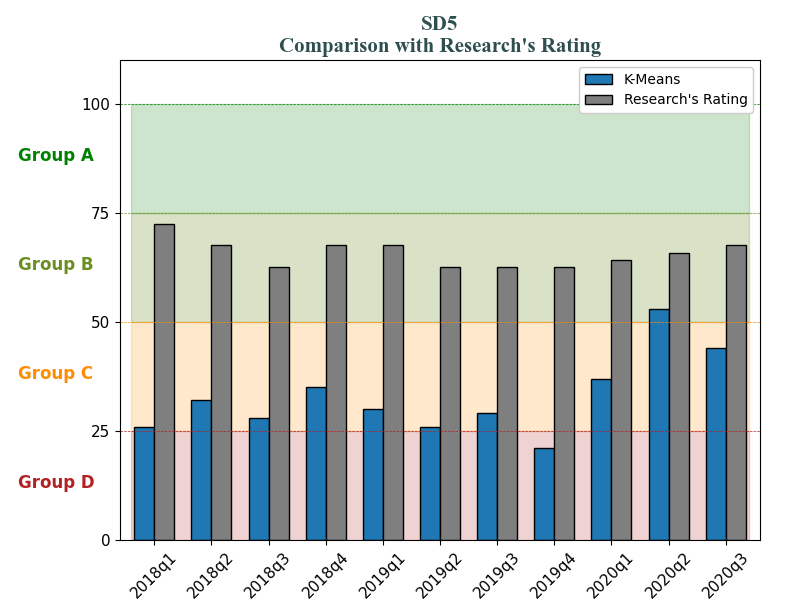 SD5
Comparison with Research's Rating
K-Means
Research's Rating
100
75
50
25
0
Group A
Group B
Group C
Group D
2018q1
2018q2
2018q3
2018q4
2019q1
2019q2
2019q3
2019q4
2020q1
2020q2
2020q3